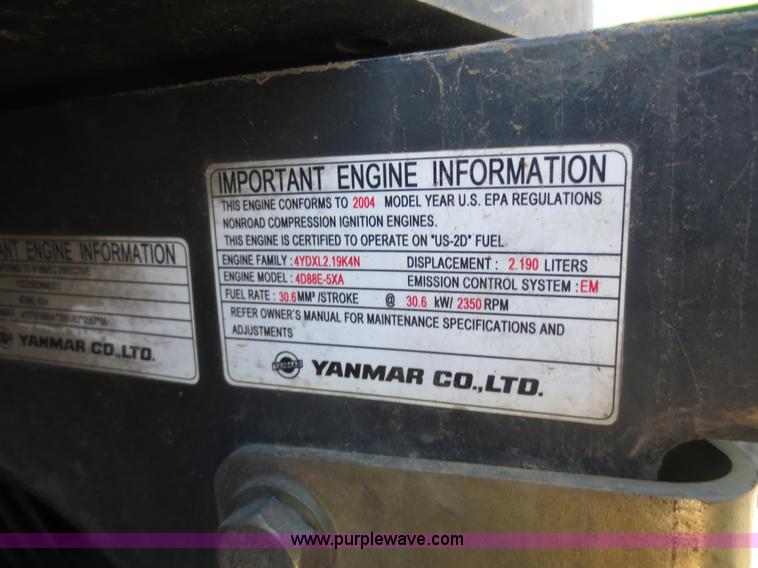 IMPORTANT ENGINE INFORMATION
THIS ENGINE CONFORMS TO 2004 MODEL YEAR U.S. EPA REGULATIONS
NONROAD COMPRESSION IGNITION ENGINES.
THIS ENGINE IS CERTIFIED TO OPERATE ON "US-2D" FUEL
ENGINE FAMILY : 4YDXL2.19K4N DISPLACEMENT : 2.190 LITERS
ENGINE MODEL : 4D88E-5XA EMISSION CONTROL SYSTEM : EM
FUEL RATE : 30.6 MM³ /STROKE @ 30.6 kW/ 2350 RPM
REFER OWNER'S MANUAL FOR MAINTENANCE SPECIFICATIONS AND
ADJUSTMENTS
YANMAR YANMAR CO.,LTD.
ANT ENGINE INFORMATION
YANMAR CO.,LTD.
www.purplewave.com